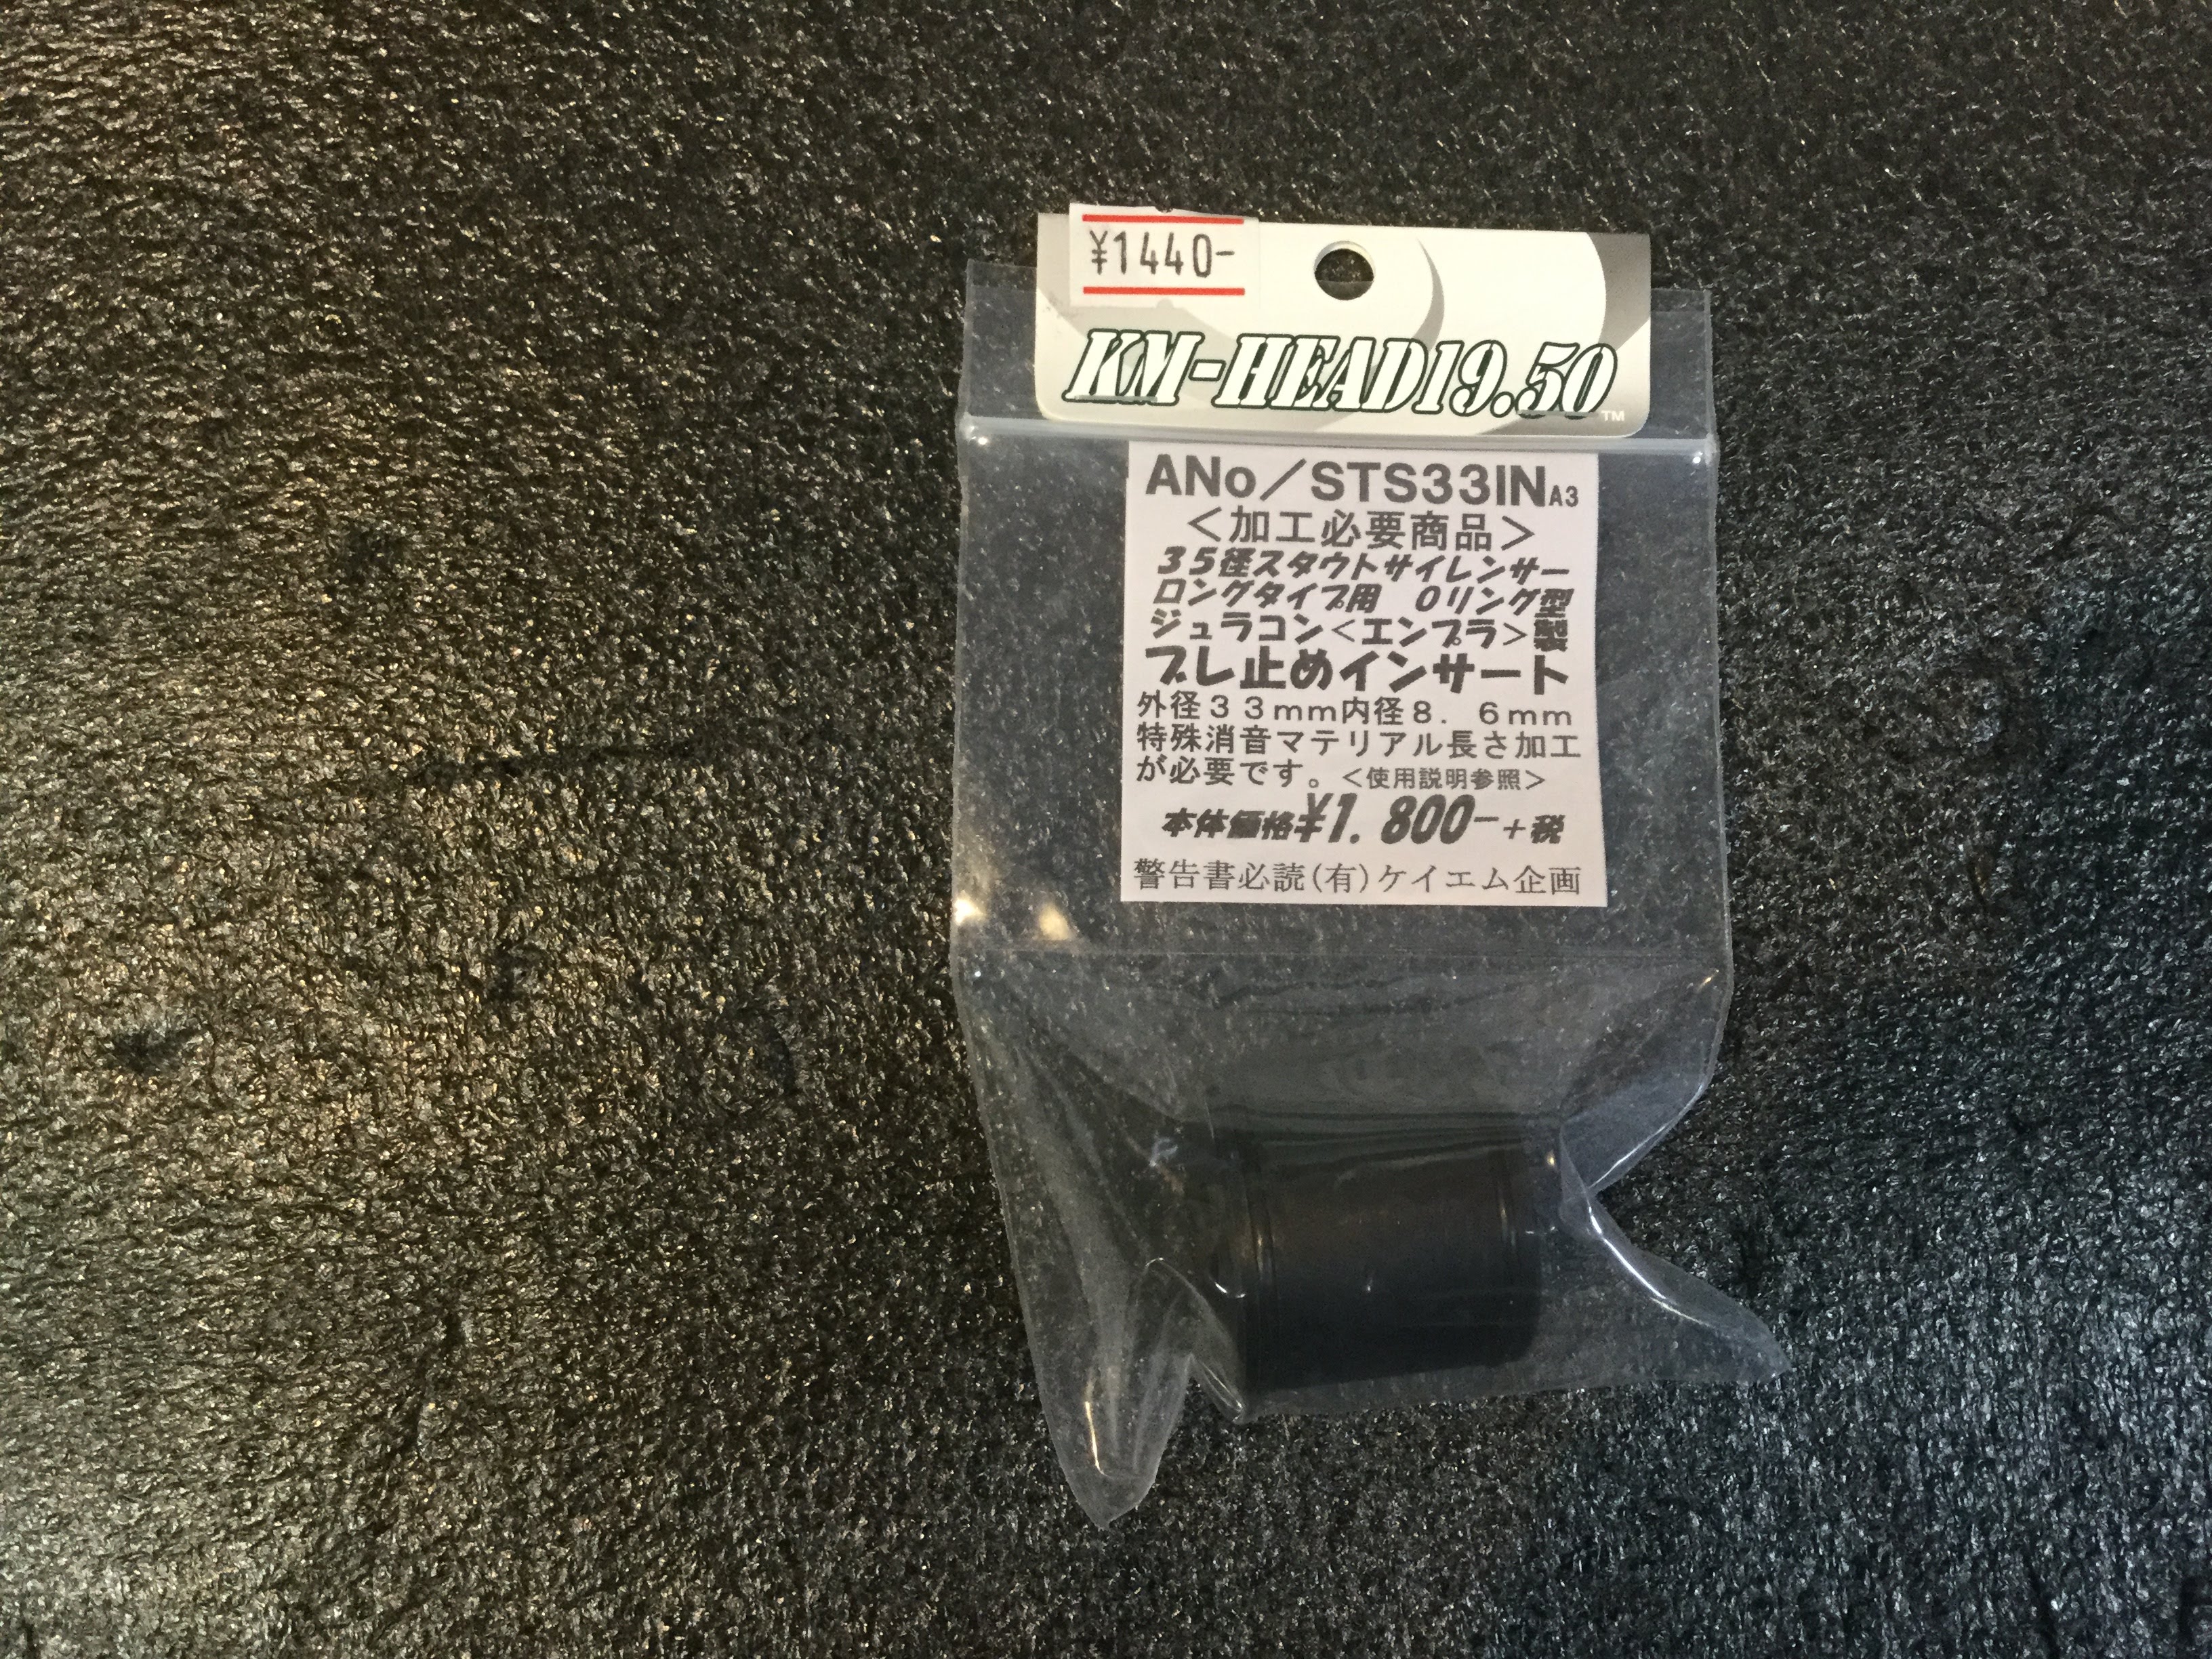 ¥1440-
KM-HEAD19.50™
ANo／STS33INA3
＜加工必要商品＞
３５径スタウトサイレンサー
ロングタイプ用　Oリング型
ジュラコン＜エンプラ＞製
ブレ止めインサート
外径３３mm内径８．６mm
特殊消音マテリアル長さ加工
が必要です。＜使用説明参照＞
本体価格¥1.800-＋税
警告書必読(有)ケイエム企画